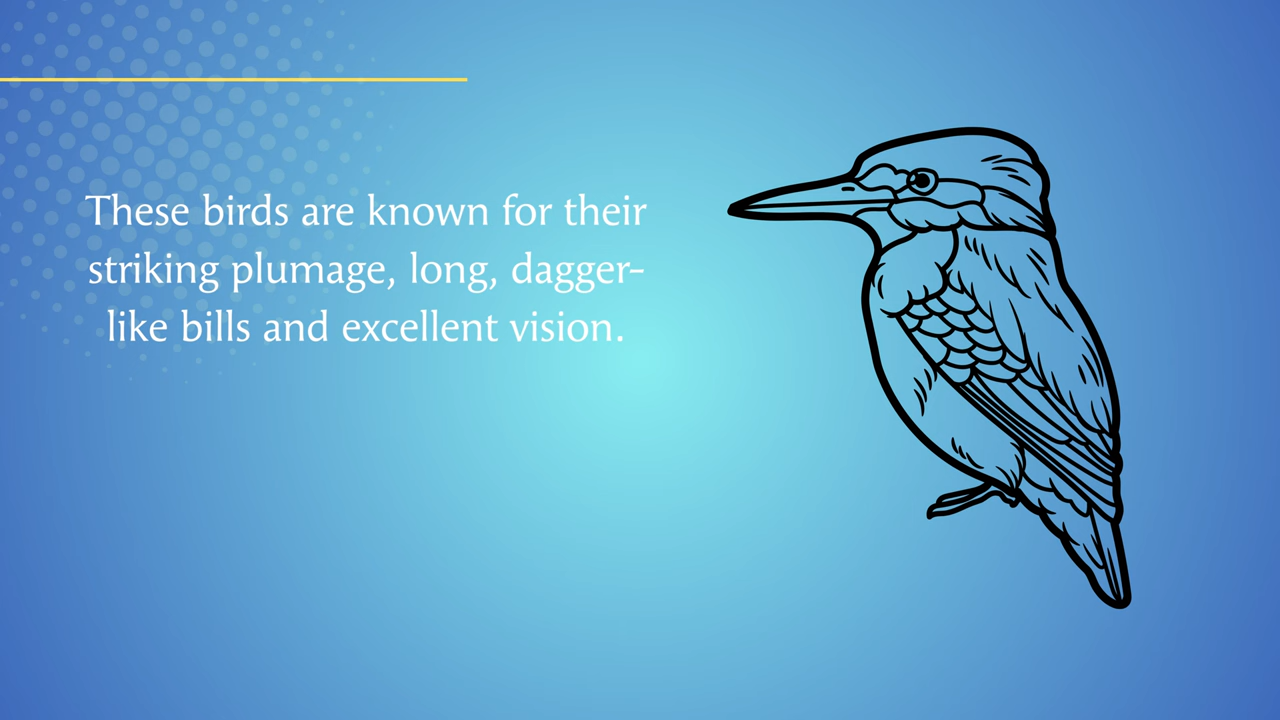 These birds are known for their
striking plumage, long, dagger-
like bills and excellent vision.